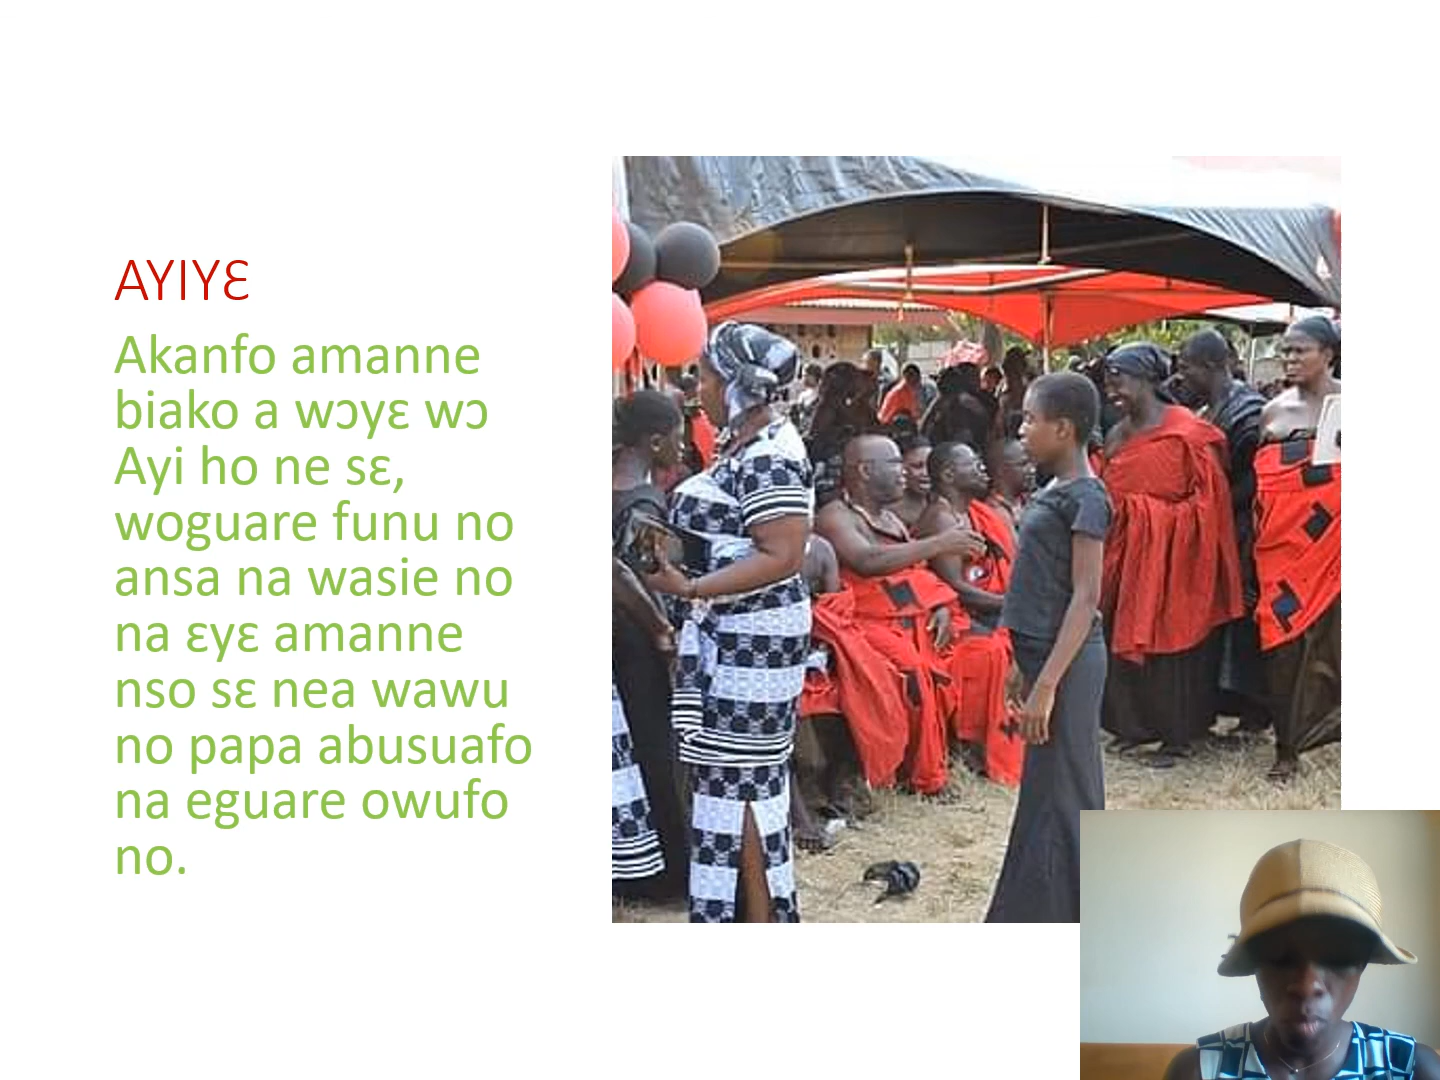 AYIYƐ
Akanfo amanne
biako a wɔyɛ wɔ
Ayi ho ne sɛ,
woguare funu no
ansa na wasie no
na ɛyɛ amanne
nso sɛ nea wawu
no papa abusuafo
na eguare owufo
no.